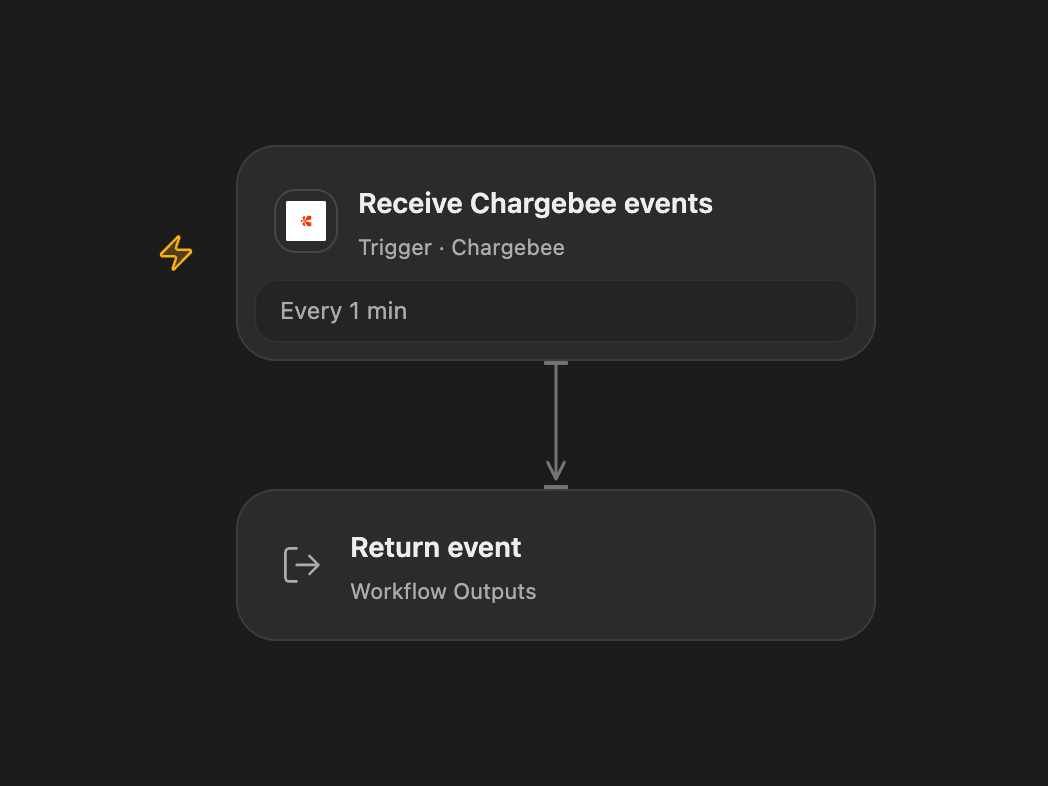 Receive Chargebee events
Trigger · Chargebee
Every 1 min
Return event
Workflow Outputs